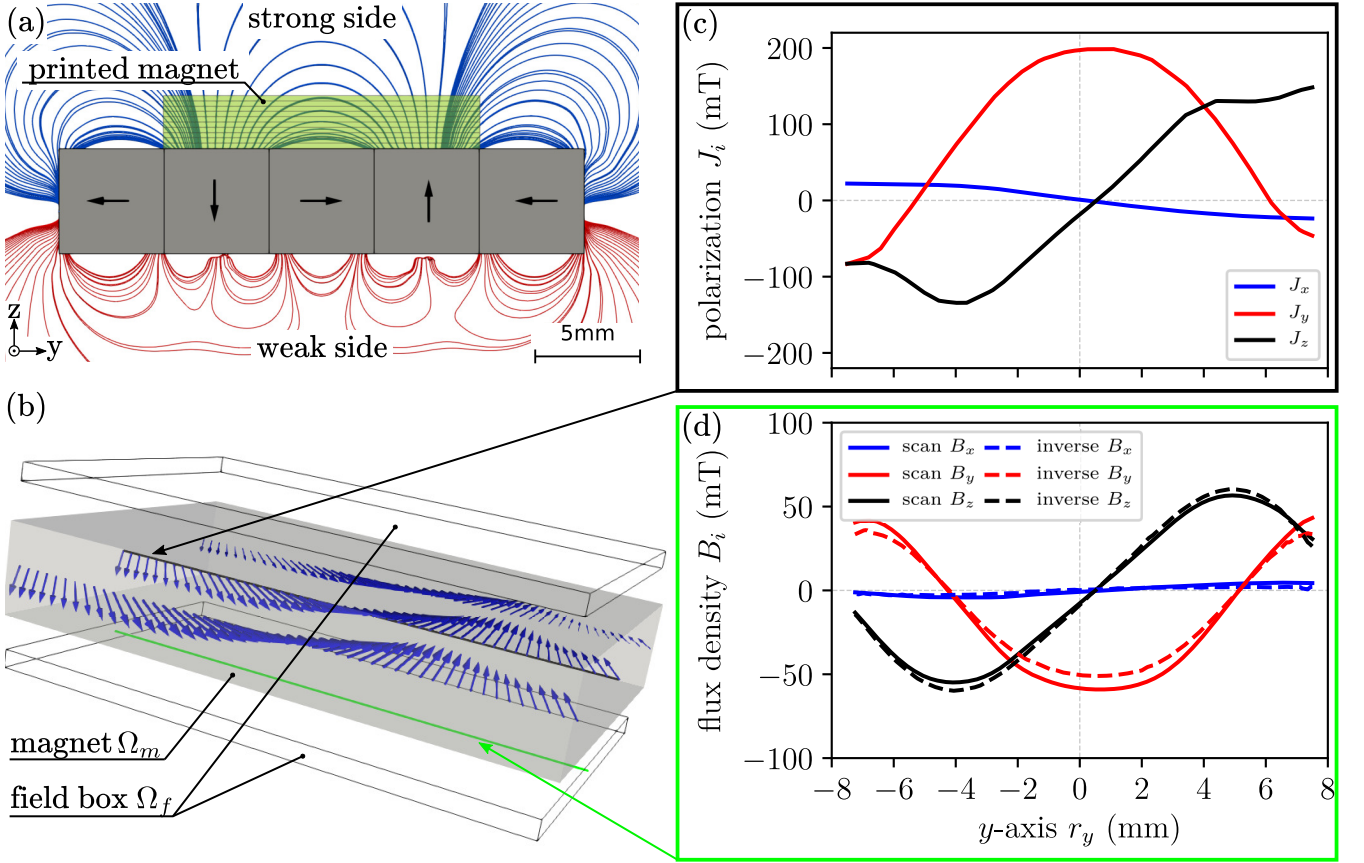 (a)
strong side
printed magnet
z
y
weak side
5mm
(b)
magnet Ωm
field box Ωf
(c)
polarization Ji (mT)
200
100
0
−100
−200
Jx
Jy
Jz
(d)
flux density Bi (mT)
100
50
0
−50
−100
scan Bx
scan By
scan Bz
inverse Bx
inverse By
inverse Bz
−8 −6 −4 −2 0 2 4 6 8
y-axis ry (mm)